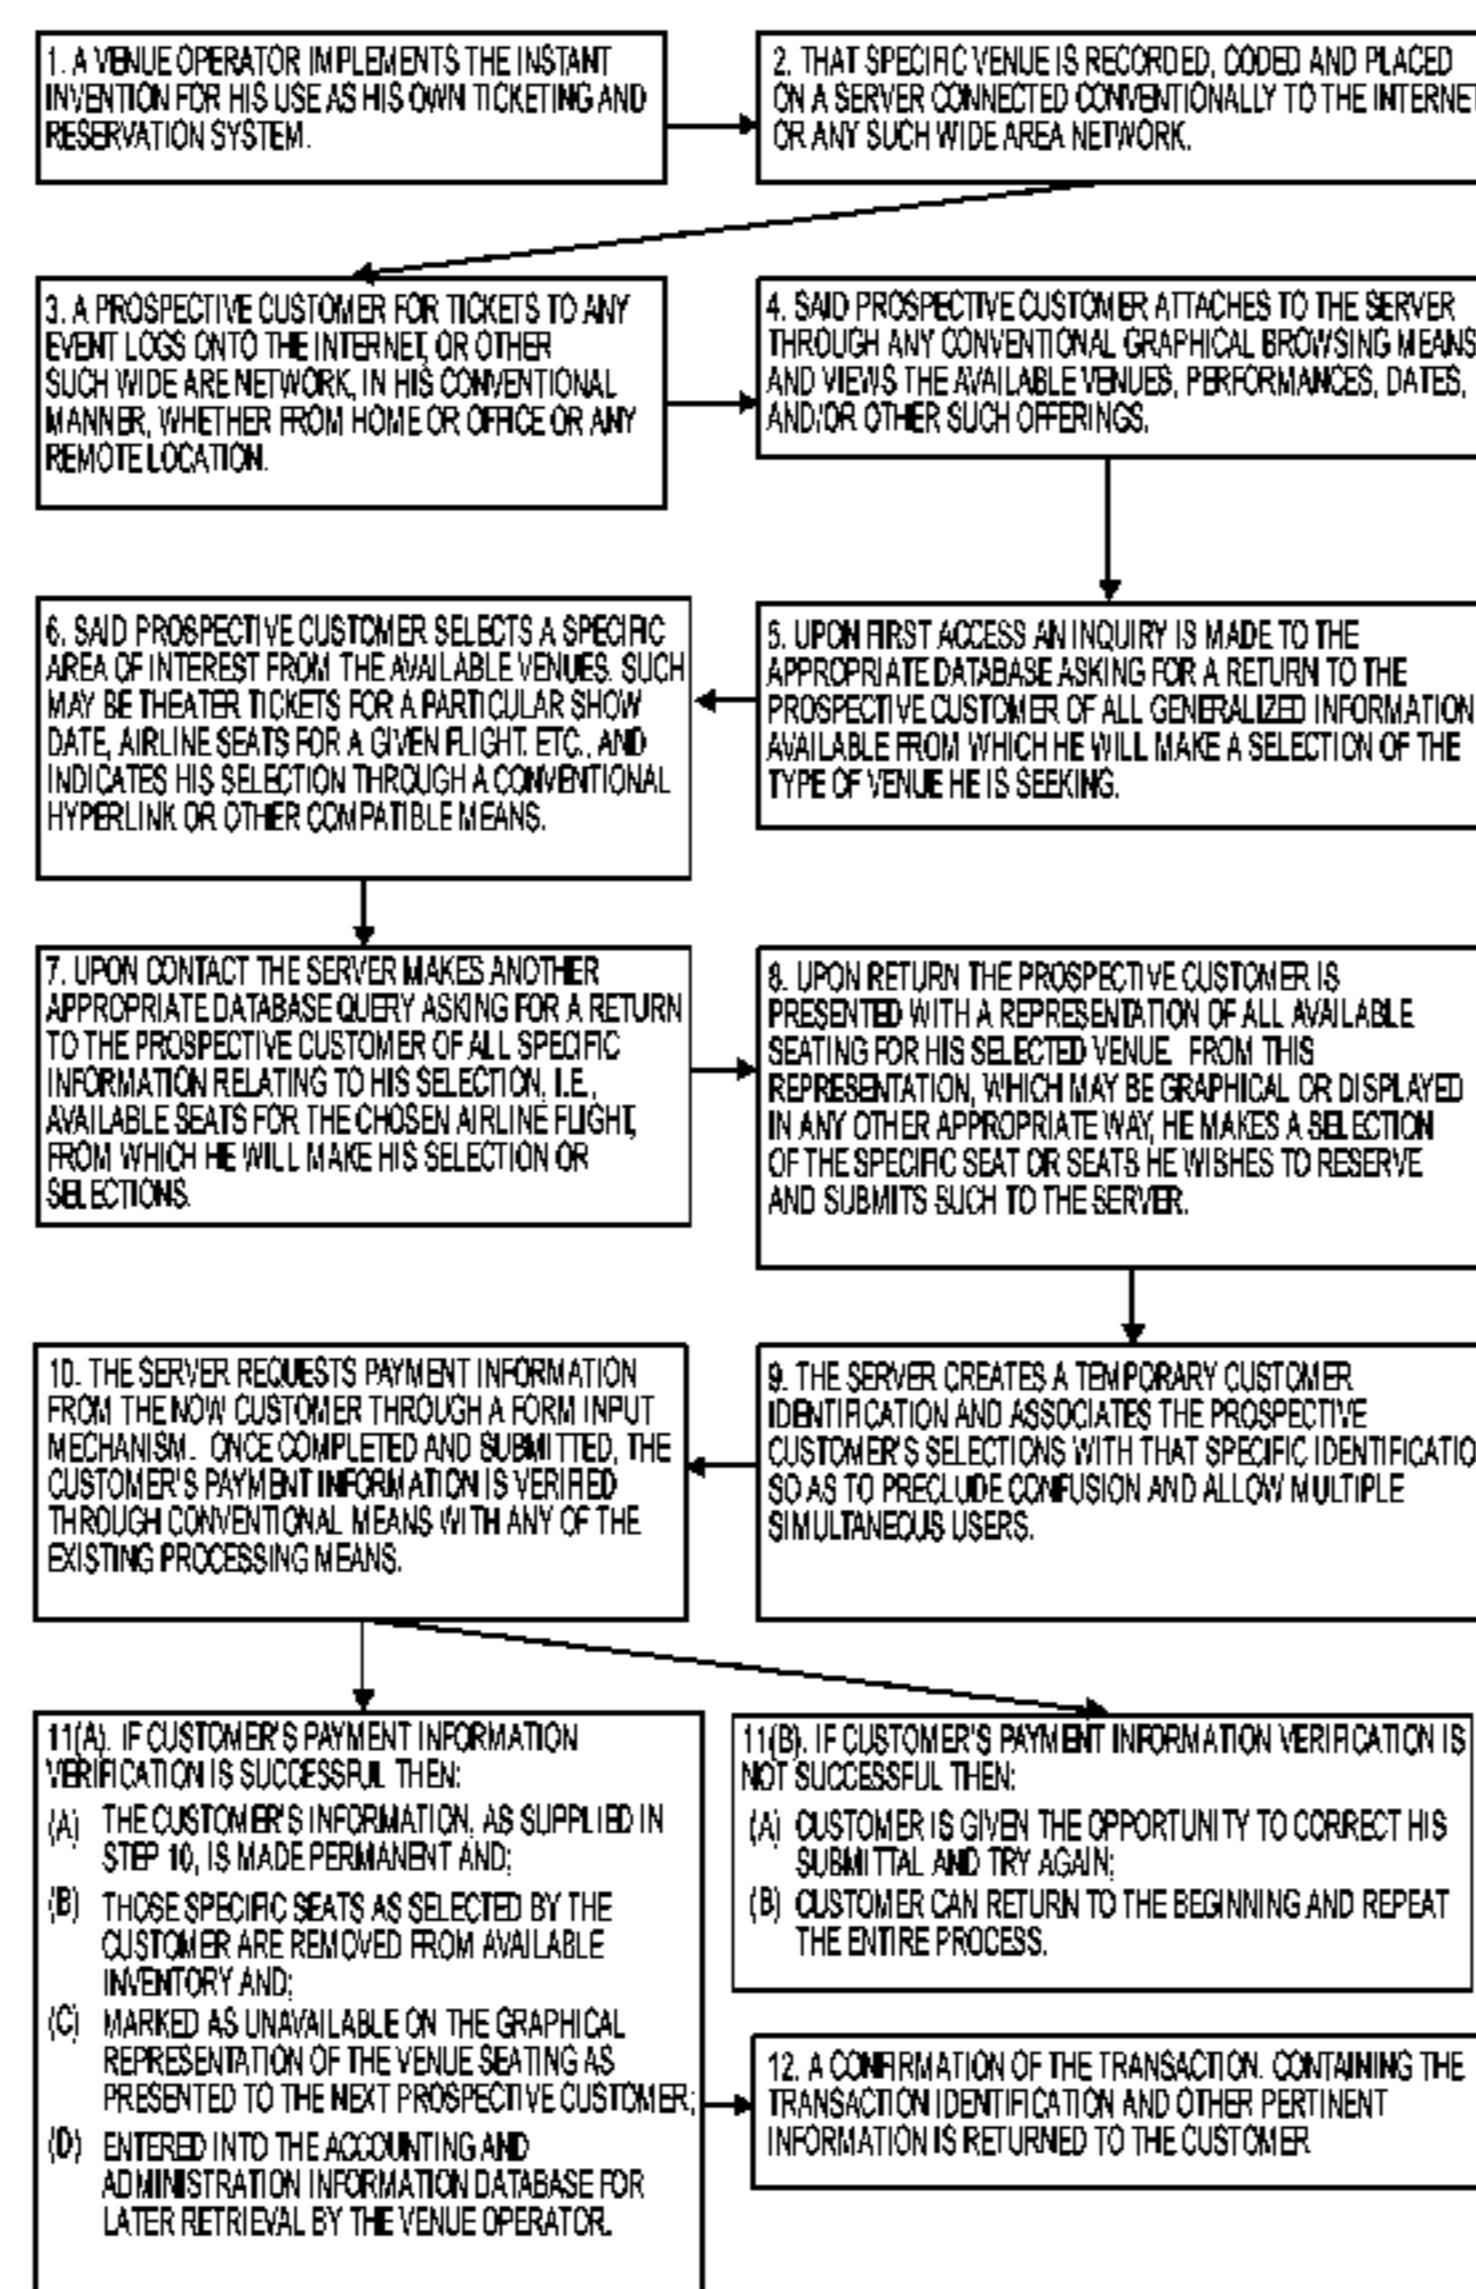 1. A VENUE OPERATOR IMPLEMENTS THE INSTANT
INVENTION FOR HIS USE AS HIS OWN TICKETING AND
RESERVATION SYSTEM.
2. THAT SPECIFIC VENUE IS RECORDED, CODED AND PLACED
ON A SERVER CONNECTED CONVENTIONALLY TO THE INTERNET
OR ANY SUCH WIDE AREA NETWORK.
3. A PROSPECTIVE CUSTOMER FOR TICKETS TO ANY
EVENT LOGS ONTO THE INTERNET, OR OTHER
SUCH WIDE ARE NETWORK, IN HIS CONVENTIONAL
MANNER, WHETHER FROM HOME OR OFFICE OR ANY
REMOTE LOCATION.
4. SAID PROSPECTIVE CUSTOMER ATTACHES TO THE SERVER
THROUGH ANY CONVENTIONAL GRAPHICAL BROWSING MEANS
AND VIEWS THE AVAILABLE VENUES, PERFORMANCES, DATES,
AND/OR OTHER SUCH OFFERINGS.
5. UPON FIRST ACCESS AN INQUIRY IS MADE TO THE
APPROPRIATE DATABASE ASKING FOR A RETURN TO THE
PROSPECTIVE CUSTOMER OF ALL GENERALIZED INFORMATION
AVAILABLE FROM WHICH HE WILL MAKE A SELECTION OF THE
TYPE OF VENUE HE IS SEEKING.
6. SAID PROSPECTIVE CUSTOMER SELECTS A SPECIFIC
AREA OF INTEREST FROM THE AVAILABLE VENUES. SUCH
MAY BE THEATER TICKETS FOR A PARTICULAR SHOW
DATE, AIRLINE SEATS FOR A GIVEN FLIGHT. ETC., AND
INDICATES HIS SELECTION THROUGH A CONVENTIONAL
HYPERLINK OR OTHER COMPATIBLE MEANS.
7. UPON CONTACT THE SERVER MAKES ANOTHER
APPROPRIATE DATABASE QUERY ASKING FOR A RETURN
TO THE PROSPECTIVE CUSTOMER OF ALL SPECIFIC
INFORMATION RELATING TO HIS SELECTION, I.E.,
AVAILABLE SEATS FOR THE CHOSEN AIRLINE FLIGHT,
FROM WHICH HE WILL MAKE HIS SELECTION OR
SELECTIONS.
8. UPON RETURN THE PROSPECTIVE CUSTOMER IS
PRESENTED WITH A REPRESENTATION OF ALL AVAILABLE
SEATING FOR HIS SELECTED VENUE. FROM THIS
REPRESENTATION, WHICH MAY BE GRAPHICAL OR DISPLAYED
IN ANY OTHER APPROPRIATE WAY, HE MAKES A SELECTION
OF THE SPECIFIC SEAT OR SEATS HE WISHES TO RESERVE
AND SUBMITS SUCH TO THE SERVER.
9. THE SERVER CREATES A TEMPORARY CUSTOMER
IDENTIFICATION AND ASSOCIATES THE PROSPECTIVE
CUSTOMER'S SELECTIONS WITH THAT SPECIFIC IDENTIFICATIO
SO AS TO PRECLUDE CONFUSION AND ALLOW MULTIPLE
SIMULTANEOUS USERS.
10. THE SERVER REQUESTS PAYMENT INFORMATION
FROM THE NOW CUSTOMER THROUGH A FORM INPUT
MECHANISM. ONCE COMPLETED AND SUBMITTED, THE
CUSTOMER'S PAYMENT INFORMATION IS VERIFIED
THROUGH CONVENTIONAL MEANS WITH ANY OF THE
EXISTING PROCESSING MEANS.
11(A). IF CUSTOMER'S PAYMENT INFORMATION
VERIFICATION IS SUCCESSFUL THEN:
(A) THE CUSTOMER'S INFORMATION, AS SUPPLIED IN
STEP 10, IS MADE PERMANENT AND;
(B) THOSE SPECIFIC SEATS AS SELECTED BY THE
CUSTOMER ARE REMOVED FROM AVAILABLE
INVENTORY AND;
(C) MARKED AS UNAVAILABLE ON THE GRAPHICAL
REPRESENTATION OF THE VENUE SEATING AS
PRESENTED TO THE NEXT PROSPECTIVE CUSTOMER;
(D) ENTERED INTO THE ACCOUNTING AND
ADMINISTRATION INFORMATION DATABASE FOR
LATER RETRIEVAL BY THE VENUE OPERATOR.
11(B). IF CUSTOMER'S PAYMENT INFORMATION VERIFICATION IS
NOT SUCCESSFUL THEN:
(A) CUSTOMER IS GIVEN THE OPPORTUNITY TO CORRECT HIS
SUBMITTAL AND TRY AGAIN;
(B) CUSTOMER CAN RETURN TO THE BEGINNING AND REPEAT
THE ENTIRE PROCESS.
12. A CONFIRMATION OF THE TRANSACTION. CONTAINING THE
TRANSACTION IDENTIFICATION AND OTHER PERTINENT
INFORMATION IS RETURNED TO THE CUSTOMER